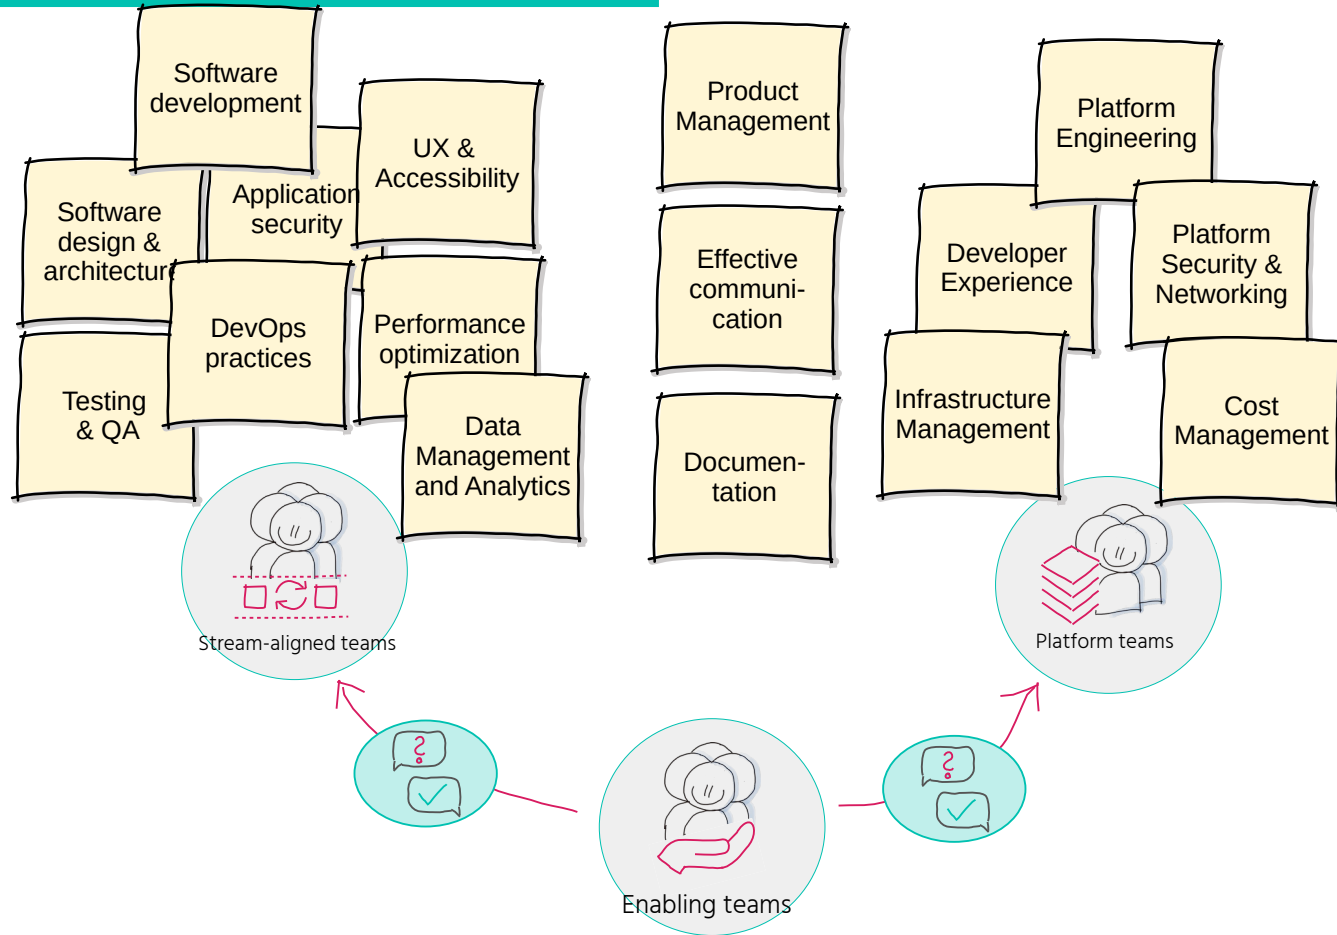 Software
development
UX &
Accessibility
Application
security
Software
design &
architecture
DevOps
practices
Performance
optimization
Testing
& QA
Data
Management
and Analytics
Product
Management
Effective
communi-
cation
Documen-
tation
Platform
Engineering
Developer
Experience
Platform
Security &
Networking
Infrastructure
Management
Cost
Management
Stream-aligned teams
Platform teams
?
?
Enabling teams